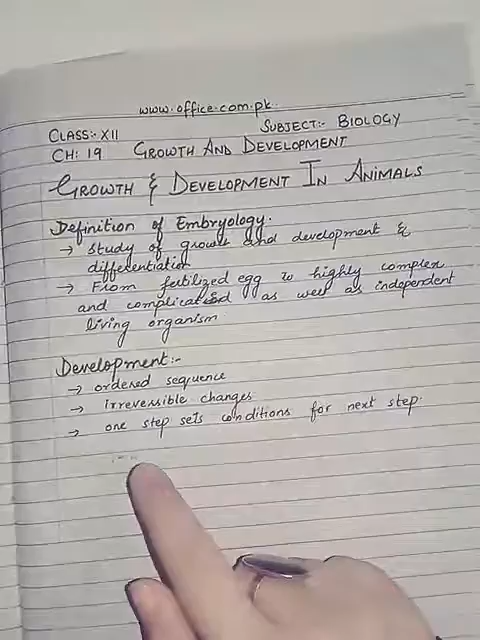 www.office.com.pk.
CLASS:- XII SUBJECT:- BIOLOGY
CH: 19 GROWTH AND DEVELOPMENT
GROWTH & DEVELOPMENT IN ANIMALS
Definition of Embryology.
→ Study of growth and development &
differentiation
→ From fertilized egg to highly complex
and complicated as well as independent
living organism
Development:-
→ ordered sequence
→ irreversible changes
→ one step sets conditions for next step.